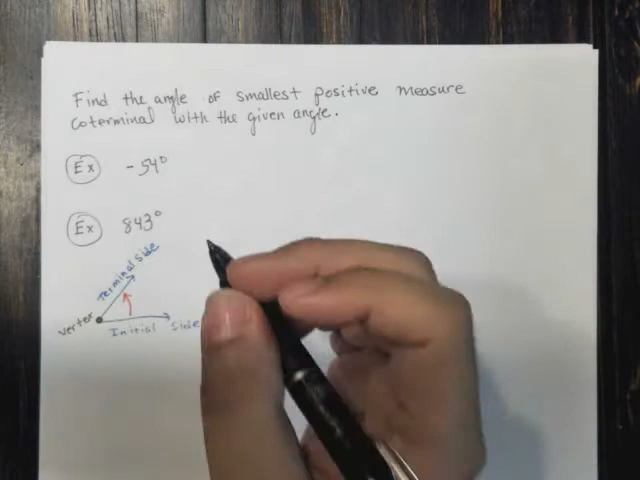 Find the angle of smallest positive measure
coterminal with the given angle.
Ex -54°
Ex 843°
Terminal side
Vertex
Initial Side